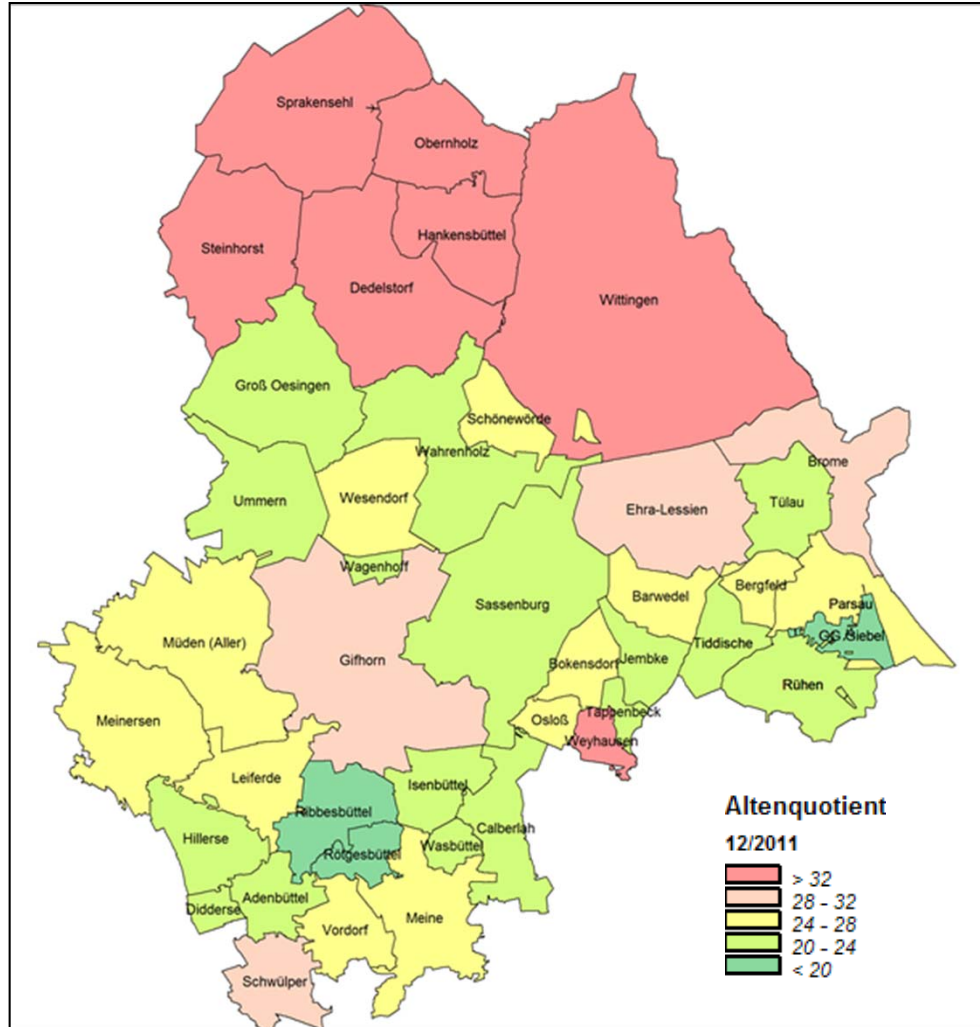 Sprakensehl
Obernholz
Hankensbüttel
Steinhorst
Dedelstorf
Wittingen
Groß Oesingen
Schönewörde
Wahrenholz
Brome
Wesendorf
Ummern
Ehra-Lessien
Tülau
Wagenhoff
Sassenburg
Barwedel
Bergfeld
Parsau
GG.Giebel
Müden (Aller)
Gifhorn
Bokensdorf
Jembke
Tiddische
Rühen
Meinersen
Osloß
Tappenbeck
Weyhausen
Leiferde
Isenbüttel
Ribbesbüttel
Calberlah
Hillerse
Rötgesbüttel
Wasbüttel
Adenbüttel
Didderse
Vordorf
Meine
Schwülper
Altenquotient
12/2011
> 32
28 - 32
24 - 28
20 - 24
< 20